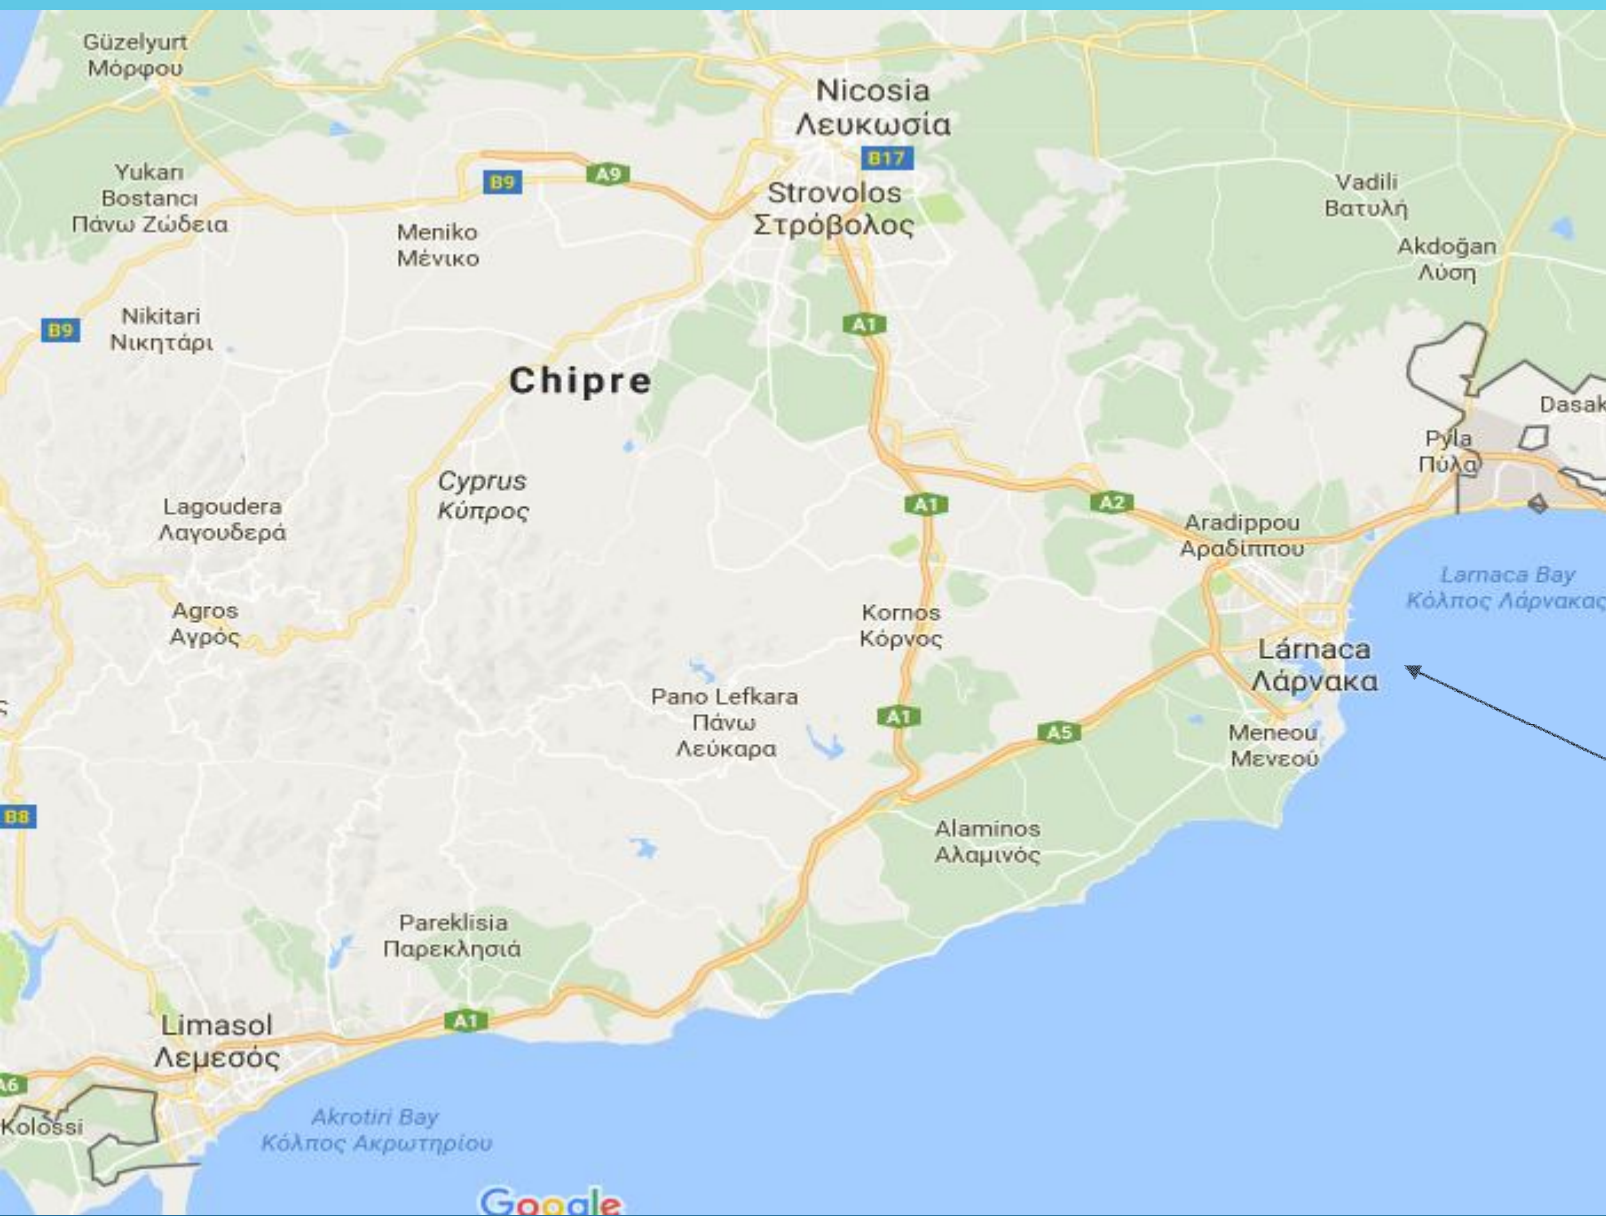 Güzelyurt
Μόρφου
Nicosia
Λευκωσία
B17
A9
B9
Yukarı
Bostancı
Πάνω Ζώδεια
Strovolos
Στρόβολος
Vadili
Βατυλή
Meniko
Μένικο
Akdoğan
Λύση
Nikitari
Νικητάρι
B9
A1
Chipre
Dasak
Pyla
Πύλα
Cyprus
Κύπρος
Lagoudera
Λαγουδερά
A1
A2
Aradippou
Αραδίππου
Larnaca Bay
Κόλπος Λάρνακας
Agros
Αγρός
Kornos
Κόρνος
Lárnaca
Λάρνακα
ς
Pano Lefkara
Πάνω
Λεύκαρα
A1
A5
Meneou
Μενεού
B8
Alaminos
Αλαμινός
Pareklisia
Παρεκλησιά
A1
Limasol
Λεμεσός
A6
Kolossi
Akrotiri Bay
Κόλπος Ακρωτηρίου
Google